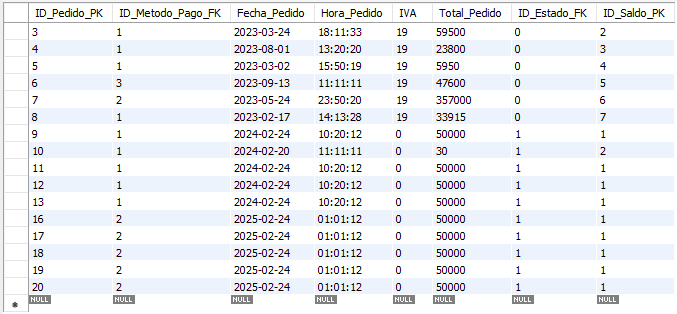 ID_Pedido_PK ID_Metodo_Pago_FK Fecha_Pedido Hora_Pedido IVA Total_Pedido ID_Estado_FK ID_Saldo_PK
3 1 2023-03-24 18:11:33 19 59500 0 2
4 1 2023-08-01 13:20:20 19 23800 0 3
5 1 2023-03-02 15:50:19 19 5950 0 4
6 3 2023-09-13 11:11:11 19 47600 0 5
7 2 2023-05-24 23:50:20 19 357000 0 6
8 1 2023-02-17 14:13:28 19 33915 0 7
9 1 2024-02-24 10:20:12 0 50000 1 1
10 1 2024-02-20 11:11:11 0 30 1 2
11 1 2024-02-24 10:20:12 0 50000 1 1
12 1 2024-02-24 10:20:12 0 50000 1 1
13 1 2024-02-24 10:20:12 0 50000 1 1
16 2 2025-02-24 01:01:12 0 50000 1 1
17 2 2025-02-24 01:01:12 0 50000 1 1
18 2 2025-02-24 01:01:12 0 50000 1 1
19 2 2025-02-24 01:01:12 0 50000 1 1
20 2 2025-02-24 01:01:12 0 50000 1 1
NULL NULL NULL NULL NULL NULL NULL NULL